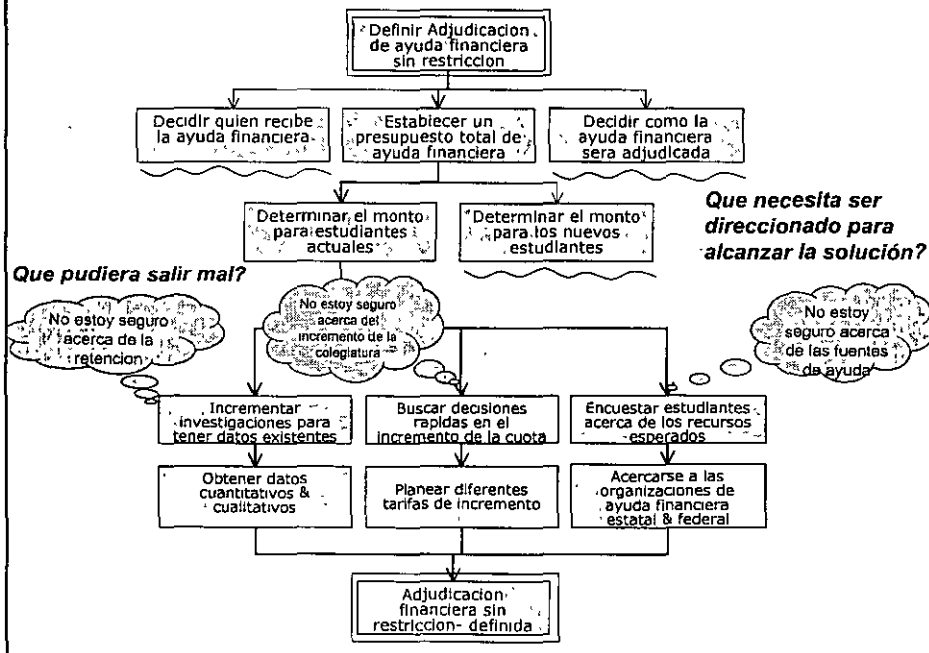 Definir Adjudicacion
de ayuda financiera
sin restriccion
Decidir quien recibe
la ayuda financiera
Establecer un
presupuesto total de
ayuda financiera
Decidir como la
ayuda financiera
sera adjudicada
Determinar el monto
para estudiantes
actuales
Determinar el monto
para los nuevos
estudiantes
Que necesita ser
direccionado para
alcanzar la solución?
Que pudiera salir mal?
No estoy seguro
acerca de la
retencion
No estoy seguro
acerca del
incremento de la
colegiatura
No estoy
seguro acerca
de las fuentes
de ayuda
Incrementar
investigaciones para
tener datos existentes
Buscar decisiones
rapidas en el
incremento de la cuota
Encuestar estudiantes
acerca de los recursos
esperados
Obtener datos
cuantitativos &
cualitativos
Planear diferentes
tarifas de incremento
Acercarse a las
organizaciones de
ayuda financiera
estatal & federal
Adjudicacion
financiera sin
restriccion- definida